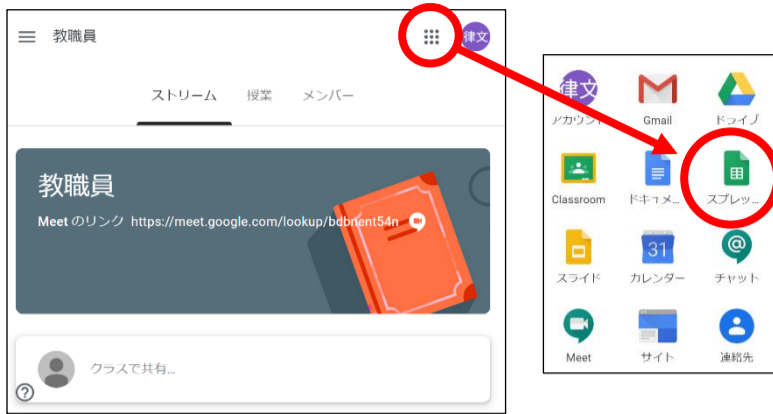 教職員
律文
ストリーム 授業 メンバー
教職員
Meet のリンク https://meet.google.com/lookup/bdbnent54n
クラスで共有...
律文
アカウント Gmail ドライブ
Classroom ドキュメ... スプレッ...
31
スライド カレンダー チャット
Meet サイト 連絡先